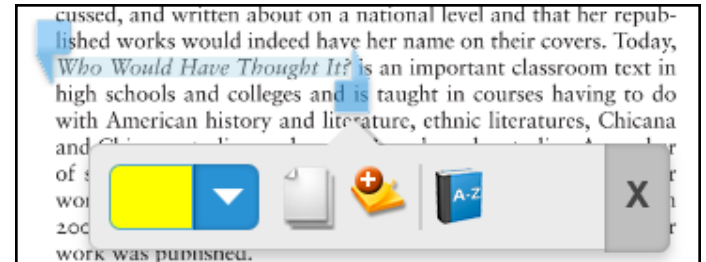 cussed, and written about on a national level and that her repub-
lished works would indeed have her name on their covers. Today,
Who Would Have Thought It? is an important classroom text in
high schools and colleges and is taught in courses having to do
with American history and literature, ethnic literatures, Chicana
and
of
200
work was published.
A-Z
X